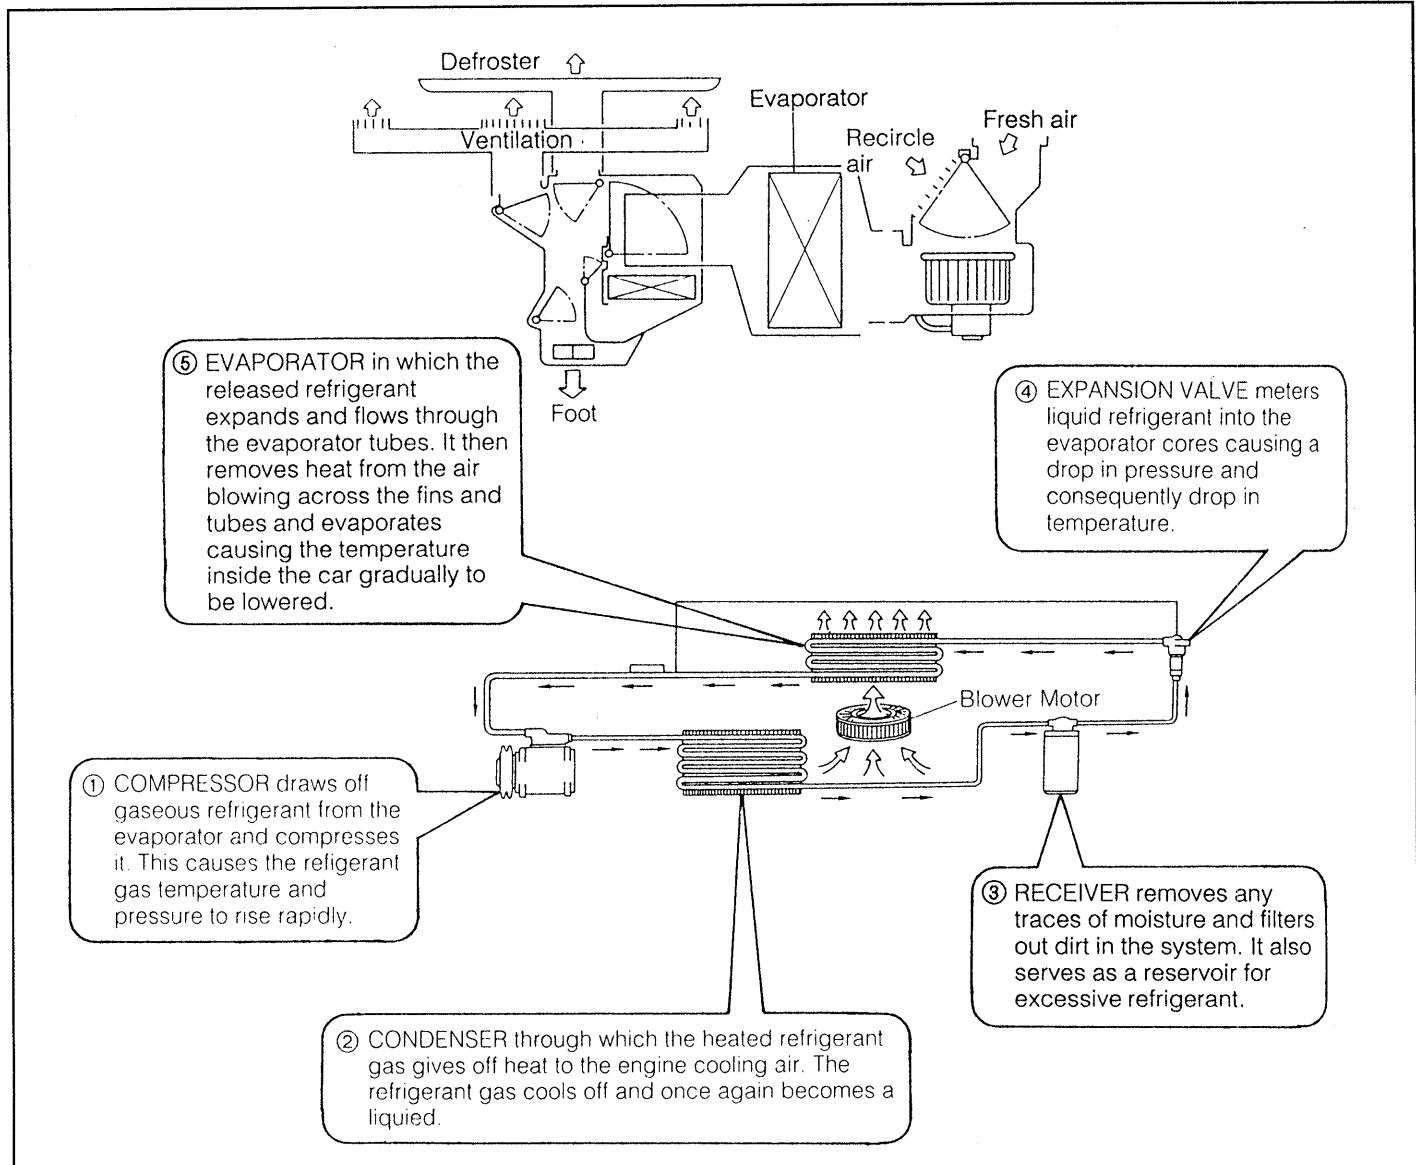 Defroster
Evaporator
Fresh air
Recircle
air
Ventilation
Foot
⑤ EVAPORATOR in which the
released refrigerant
expands and flows through
the evaporator tubes. It then
removes heat from the air
blowing across the fins and
tubes and evaporates
causing the temperature
inside the car gradually to
be lowered.
④ EXPANSION VALVE meters
liquid refrigerant into the
evaporator cores causing a
drop in pressure and
consequently drop in
temperature.
Blower Motor
① COMPRESSOR draws off
gaseous refrigerant from the
evaporator and compresses
it. This causes the refigerant
gas temperature and
pressure to rise rapidly.
③ RECEIVER removes any
traces of moisture and filters
out dirt in the system. It also
serves as a reservoir for
excessive refrigerant.
② CONDENSER through which the heated refrigerant
gas gives off heat to the engine cooling air. The
refrigerant gas cools off and once again becomes a
liquied.